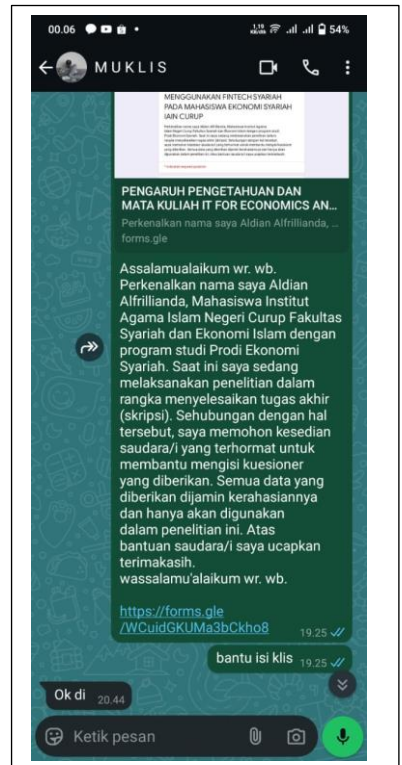 00.06
1,19 KB/dtk
54%
MUKLIS
MENGGUNAKAN FINTECH SYARIAH
PADA MAHASISWA EKONOMI SYARIAH
IAIN CURUP
PENGARUH PENGETAHUAN DAN
MATA KULIAH IT FOR ECONOMICS AN...
Perkenalkan nama saya Aldian Alfrillianda, ...
forms.gle
Assalamualaikum wr. wb.
Perkenalkan nama saya Aldian
Alfrillianda, Mahasiswa Institut
Agama Islam Negeri Curup Fakultas
Syariah dan Ekonomi Islam dengan
program studi Prodi Ekonomi
Syariah. Saat ini saya sedang
melaksanakan penelitian dalam
rangka menyelesaikan tugas akhir
(skripsi). Sehubungan dengan hal
tersebut, saya memohon kesedian
saudara/i yang terhormat untuk
membantu mengisi kuesioner
yang diberikan. Semua data yang
diberikan dijamin kerahasiannya
dan hanya akan digunakan
dalam penelitian ini. Atas
bantuan saudara/i saya ucapkan
terimakasih.
wassalamu'alaikum wr. wb.
https://forms.gle
/WCuidGKUMa3bCkho8 19.25
bantu isi klis 19.25
Ok di 20.44
Ketik pesan